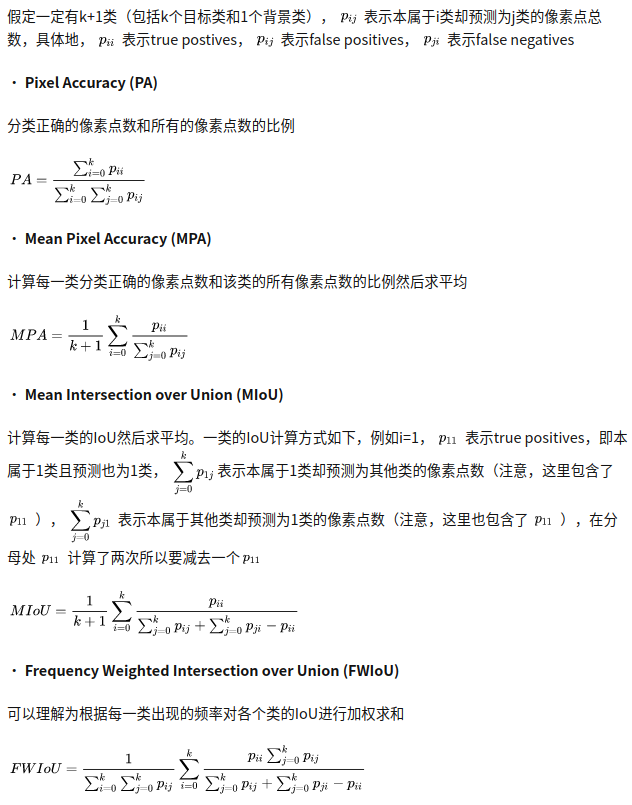 假定一定有k+1类（包括k个目标类和1个背景类）， p_{ij} 表示本属于i类却预测为j类的像素点总
数，具体地， p_{ii} 表示true postives， p_{ij} 表示false positives， p_{ji} 表示false negatives
· Pixel Accuracy (PA)
分类正确的像素点数和所有的像素点数的比例
PA = \frac{\sum_{i=0}^{k} p_{ii}}{\sum_{i=0}^{k} \sum_{j=0}^{k} p_{ij}}
· Mean Pixel Accuracy (MPA)
计算每一类分类正确的像素点数和该类的所有像素点数的比例然后求平均
MPA = \frac{1}{k+1} \sum_{i=0}^{k} \frac{p_{ii}}{\sum_{j=0}^{k} p_{ij}}
· Mean Intersection over Union (MIoU)
计算每一类的IoU然后求平均。一类的IoU计算方式如下，例如i=1， p_{11} 表示true positives，即本
属于1类且预测也为1类， \sum_{j=0}^{k} p_{1j} 表示本属于1类却预测为其他类的像素点数（注意，这里包含了
p_{11} ）， \sum_{j=0}^{k} p_{j1} 表示本属于其他类却预测为1类的像素点数（注意，这里也包含了 p_{11} ），在分
母处 p_{11} 计算了两次所以要减去一个 p_{11}
MIoU = \frac{1}{k+1} \sum_{i=0}^{k} \frac{p_{ii}}{\sum_{j=0}^{k} p_{ij} + \sum_{j=0}^{k} p_{ji} - p_{ii}}
· Frequency Weighted Intersection over Union (FWIoU)
可以理解为根据每一类出现的频率对各个类的IoU进行加权求和
FWIoU = \frac{1}{\sum_{i=0}^{k} \sum_{j=0}^{k} p_{ij}} \sum_{i=0}^{k} \frac{p_{ii} \sum_{j=0}^{k} p_{ij}}{\sum_{j=0}^{k} p_{ij} + \sum_{j=0}^{k} p_{ji} - p_{ii}}